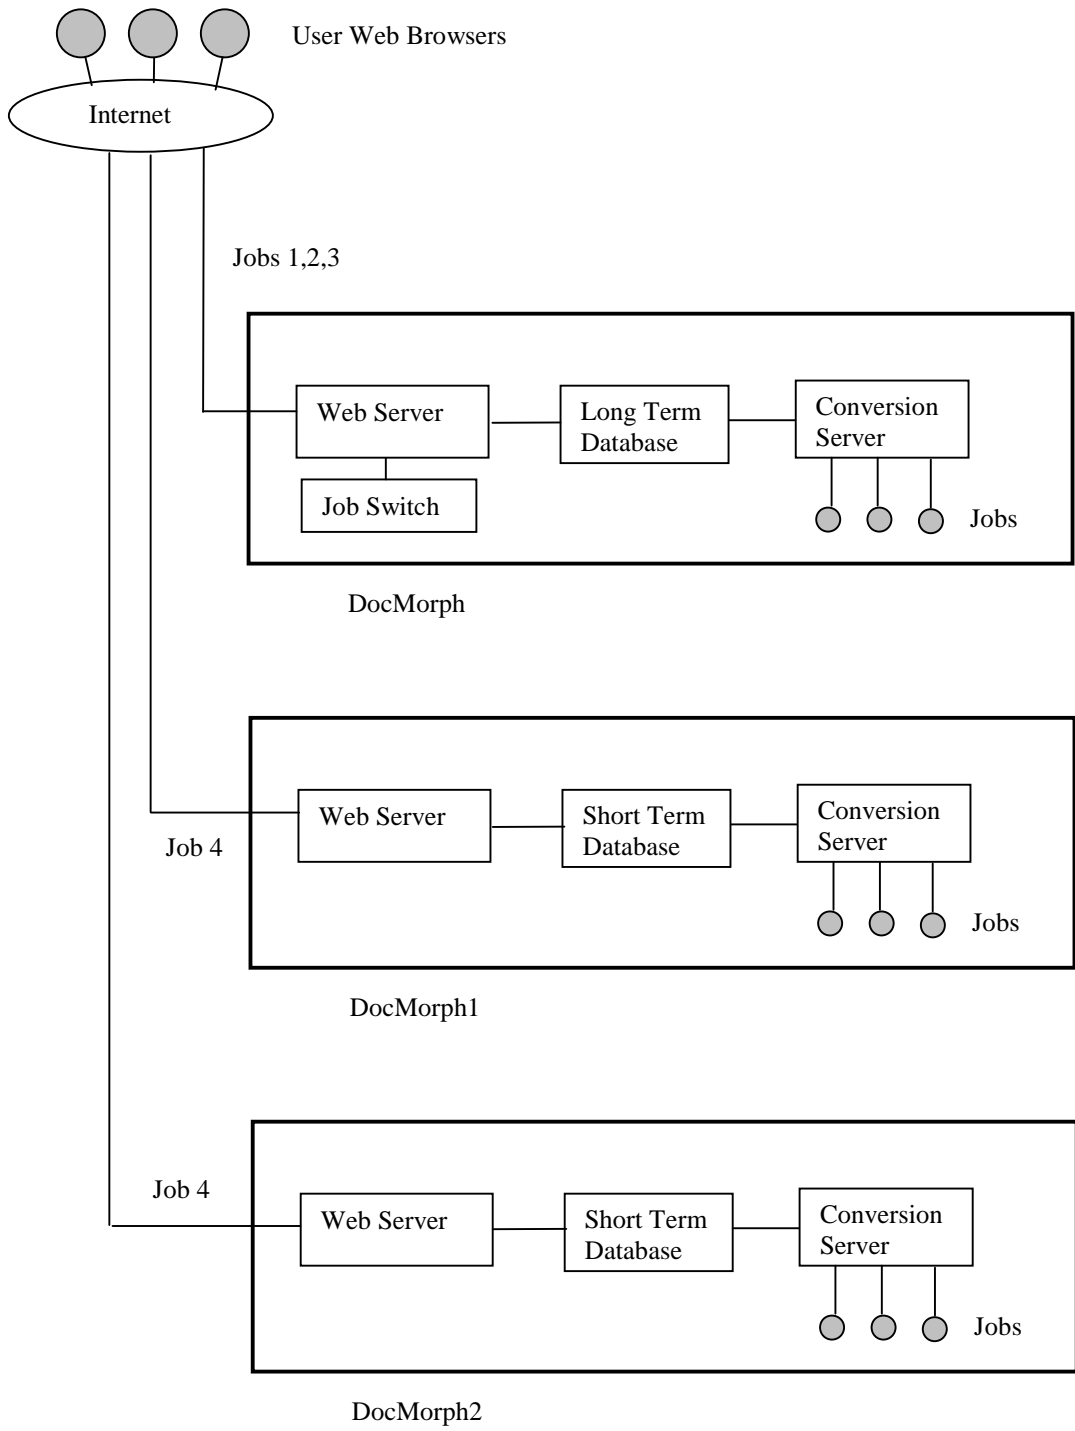 User Web Browsers
Internet
Jobs 1,2,3
Web Server
Long Term
Database
Conversion
Server
Job Switch
Jobs
DocMorph
Web Server
Short Term
Database
Conversion
Server
Job 4
Jobs
DocMorph1
Job 4
Web Server
Short Term
Database
Conversion
Server
Jobs
DocMorph2